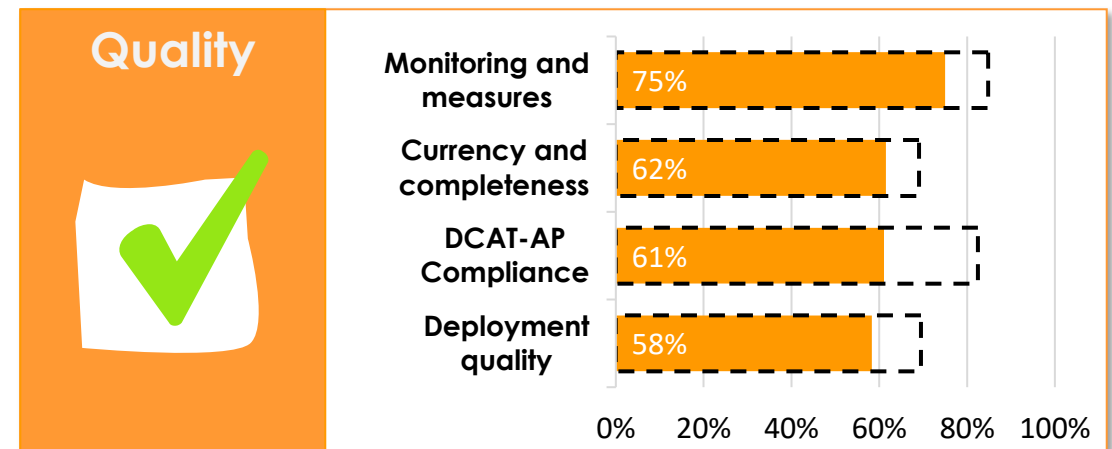 Quality
Monitoring and
measures
75%
Currency and
completeness
62%
DCAT-AP
Compliance
61%
Deployment
quality
58%
0% 20% 40% 60% 80% 100%